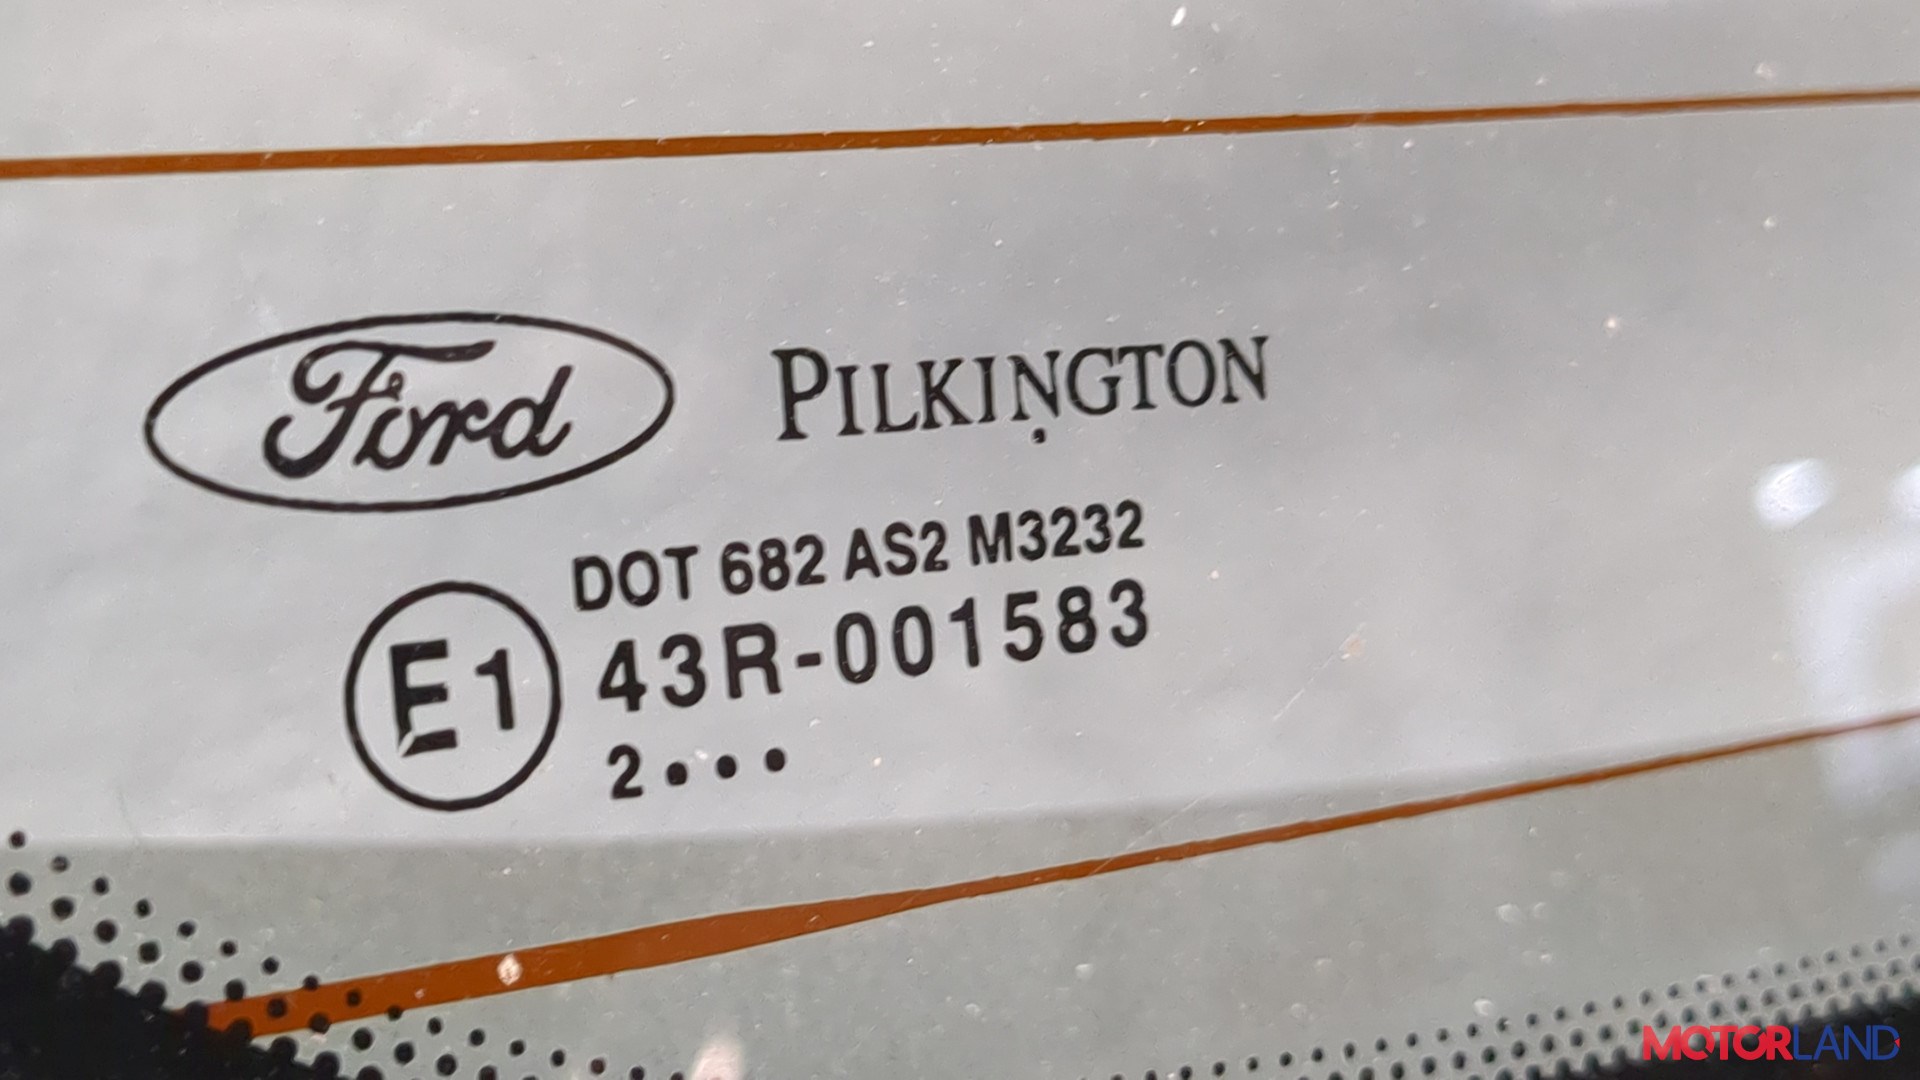 Ford PILKINGTON
DOT 682 AS2 M3232
E1 43R-001583
2•••
MOTORLAND